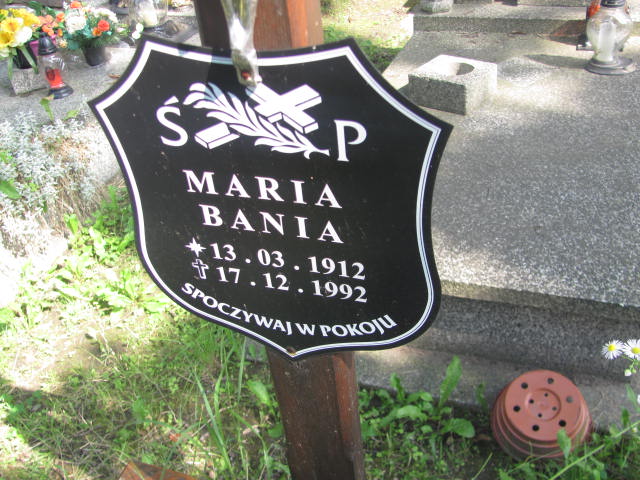 Ś P
MARIA
BANIA
13.03.1912
17.12.1992
SPOCZYWAJ W POKOJU